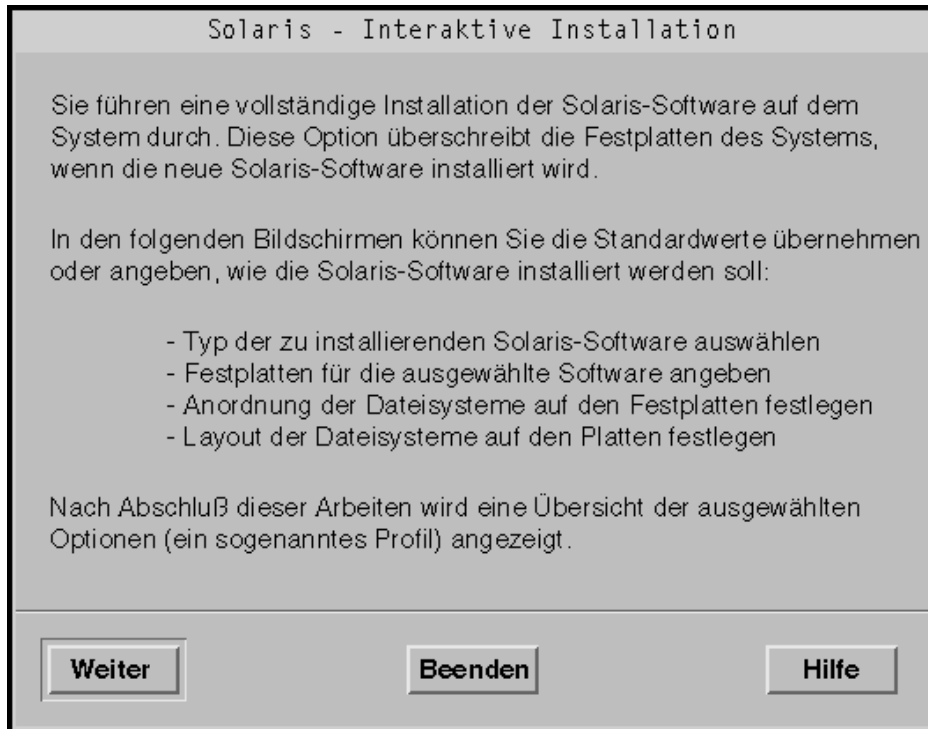 Solaris - Interaktive Installation
Sie führen eine vollständige Installation der Solaris-Software auf dem
System durch. Diese Option überschreibt die Festplatten des Systems,
wenn die neue Solaris-Software installiert wird.
In den folgenden Bildschirmen können Sie die Standardwerte übernehmen
oder angeben, wie die Solaris-Software installiert werden soll:
- Typ der zu installierenden Solaris-Software auswählen
- Festplatten für die ausgewählte Software angeben
- Anordnung der Dateisysteme auf den Festplatten festlegen
- Layout der Dateisysteme auf den Platten festlegen
Nach Abschluß dieser Arbeiten wird eine Übersicht der ausgewählten
Optionen (ein sogenanntes Profil) angezeigt.
Weiter Beenden Hilfe